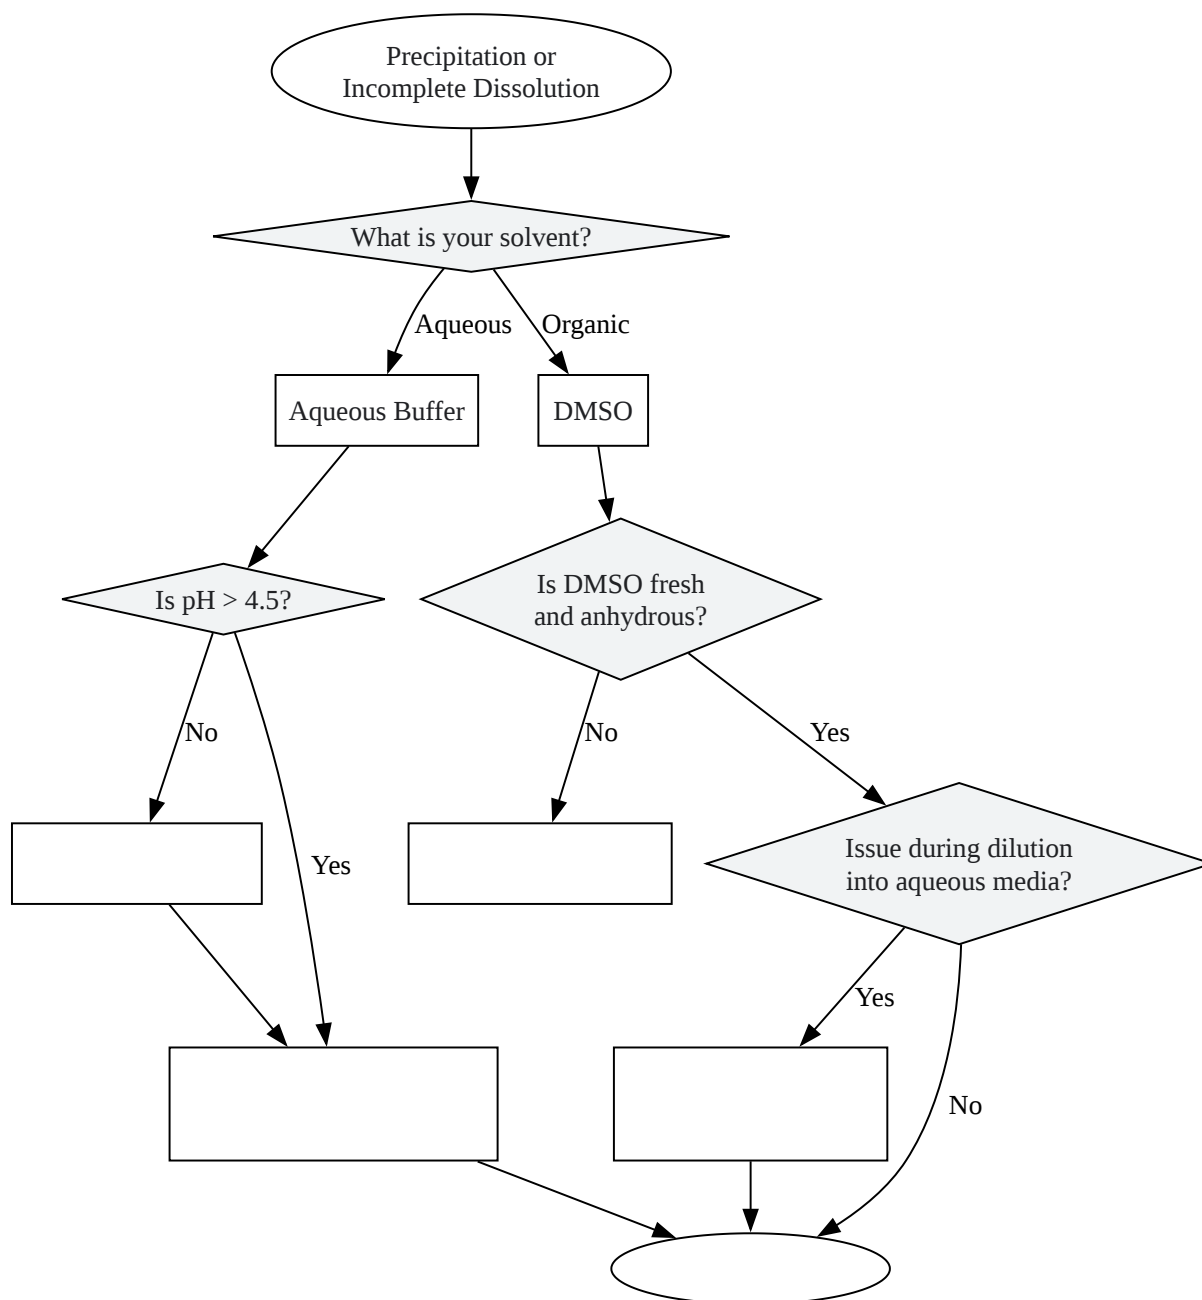 Precipitation or
Incomplete Dissolution
What is your solvent?
Aqueous
Organic
Aqueous Buffer
DMSO
Is DMSO fresh
and anhydrous?
Is pH > 4.5?
No
Yes
No
Yes
Issue during dilution
into aqueous media?
Yes
No